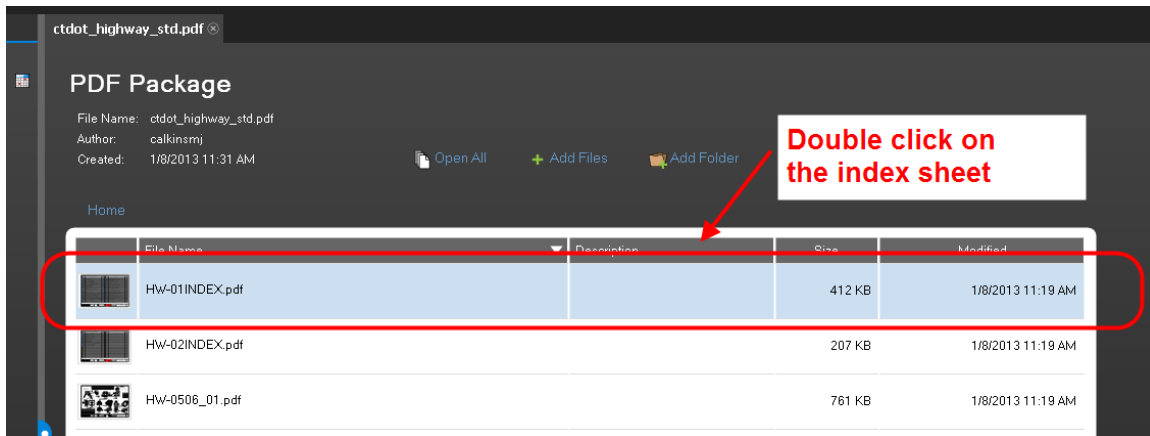 ctdot_highway_std.pdf
PDF Package
File Name: ctdot_highway_std.pdf
Author: calkinsmj
Created: 1/8/2013 11:31 AM
Open All Add Files Add Folder
Double click on
the index sheet
Home
File Name Description Size Modified
HW-01INDEX.pdf 412 KB 1/8/2013 11:19 AM
HW-02INDEX.pdf 207 KB 1/8/2013 11:19 AM
HW-0506_01.pdf 761 KB 1/8/2013 11:19 AM